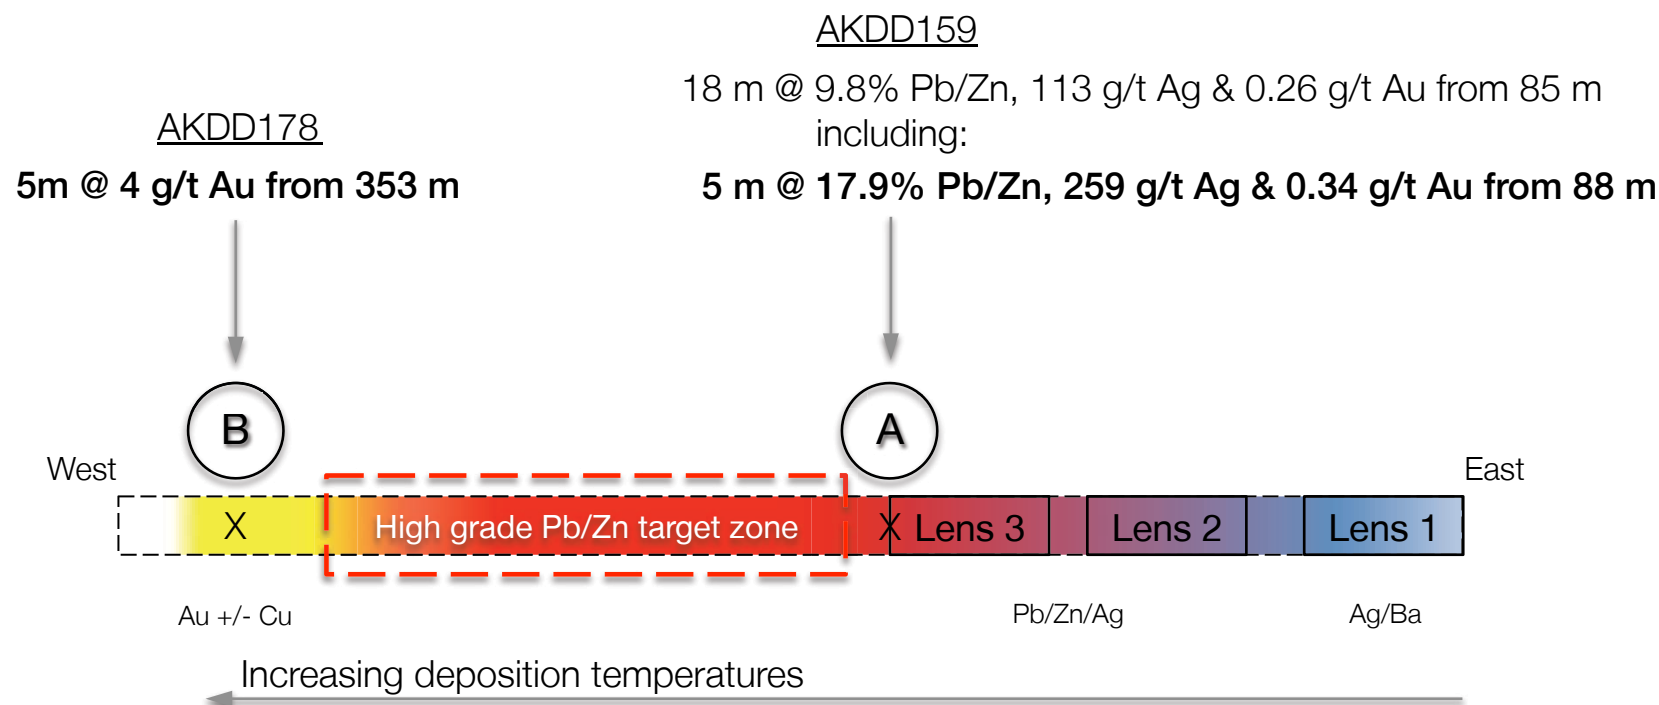 AKDD159
18 m @ 9.8% Pb/Zn, 113 g/t Ag & 0.26 g/t Au from 85 m
including:
5 m @ 17.9% Pb/Zn, 259 g/t Ag & 0.34 g/t Au from 88 m
AKDD178
5m @ 4 g/t Au from 353 m
B
A
West
East
X
High grade Pb/Zn target zone
X
Lens 3
Lens 2
Lens 1
Au +/- Cu
Pb/Zn/Ag
Ag/Ba
Increasing deposition temperatures